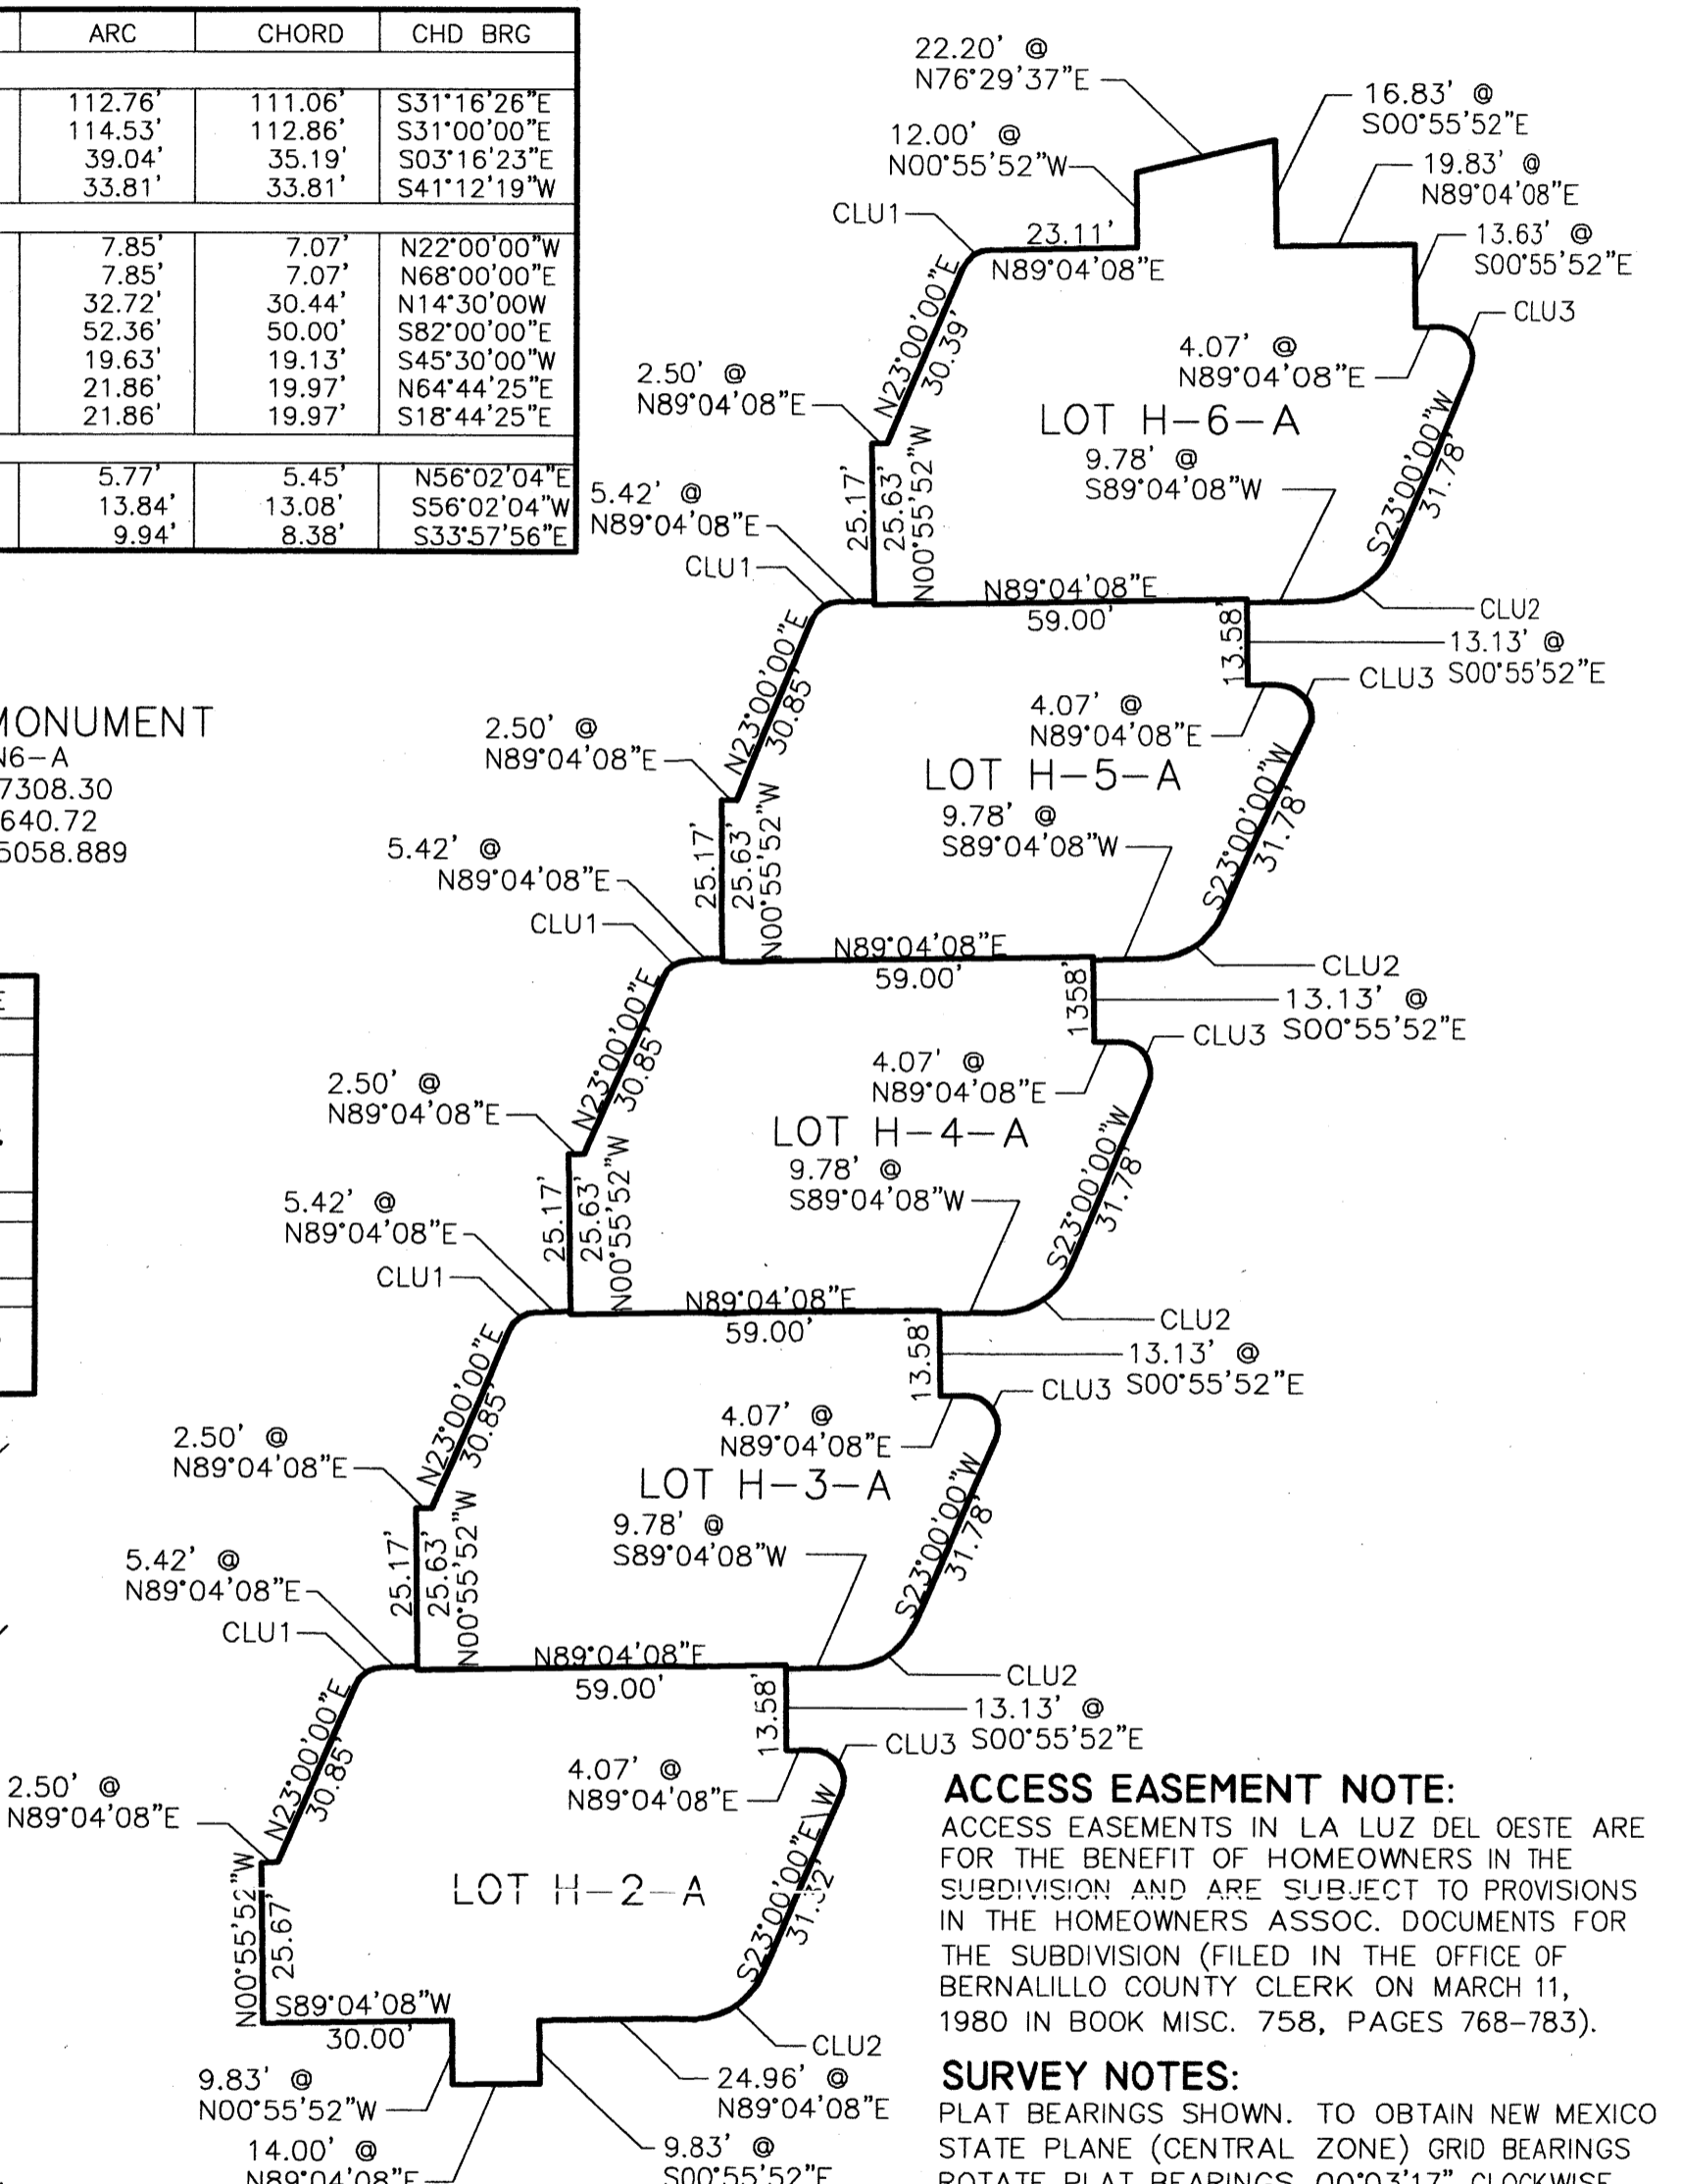 ARC CHORD CHD BRG
112.76' 111.06' S31°16'26"E
114.53' 112.86' S31°00'00"E
39.04' 35.19' S03°16'23"E
33.81' 33.81' S41°12'19"W
7.85' 7.07' N22°00'00"W
7.85' 7.07' N68°00'00"E
32.72' 30.44' N14°30'00W
52.36' 50.00' S82°00'00"E
19.63' 19.13' S45°30'00"W
21.86' 19.97' N64°44'25"E
21.86' 19.97' S18°44'25"E
5.77' 5.45' N56°02'04"E
13.84' 13.08' S56°02'04"W
9.94' 8.38' S33°57'56"E
22.20' @
N76°29'37"E
16.83' @
S00°55'52"E
12.00' @
N00°55'52"W
19.83' @
N89°04'08"E
CLU1
23.11'
N89°04'08"E
13.63' @
S00°55'52"E
CLU3
N23°00'00"E
30.39'
4.07' @
N89°04'08"E
2.50' @
N89°04'08"E
LOT H-6-A
9.78' @
S89°04'08"W
S23°00'00"W
31.78'
25.17'
25.63'
N00°55'52"W
5.42' @
N89°04'08"E
CLU1
N89°04'08"E
59.00'
CLU2
13.58'
13.13' @
S00°55'52"E
CLU3
N23°00'00"E
30.85'
4.07' @
N89°04'08"E
2.50' @
N89°04'08"E
LOT H-5-A
9.78' @
S89°04'08"W
S23°00'00"W
31.78'
25.17'
25.63'
N00°55'52"W
MONUMENT
N6-A
7308.30
640.72
5058.889
5.42' @
N89°04'08"E
CLU1
N89°04'08"E
59.00'
CLU2
1358'
13.13' @
S00°55'52"E
CLU3
N23°00'00"E
30.85'
4.07' @
N89°04'08"E
2.50' @
N89°04'08"E
LOT H-4-A
9.78' @
S89°04'08"W
S23°00'00"W
31.78'
25.17'
25.63'
N00°55'52"W
5.42' @
N89°04'08"E
CLU1
N89°04'08"E
59.00'
CLU2
13.58'
13.13' @
S00°55'52"E
CLU3
N23°00'00"E
30.85'
4.07' @
N89°04'08"E
2.50' @
N89°04'08"E
LOT H-3-A
9.78' @
S89°04'08"W
S23°00'00"W
31.78'
25.17'
25.63'
N00°55'52"W
5.42' @
N89°04'08"E
CLU1
N89°04'08"E
59.00'
CLU2
13.58'
13.13' @
S00°55'52"E
CLU3
N23°00'00"E
30.85'
4.07' @
N89°04'08"E
2.50' @
N89°04'08"E
LOT H-2-A
S23°00'00"E\W
31.32'
N00°55'52"W
25.67'
S89°04'08"W
30.00'
CLU2
9.83' @
N00°55'52"W
24.96' @
N89°04'08"E
14.00' @
N89°04'08"E
9.83' @
S00°55'52"E
ACCESS EASEMENT NOTE:
ACCESS EASEMENTS IN LA LUZ DEL OESTE ARE
FOR THE BENEFIT OF HOMEOWNERS IN THE
SUBDIVISION AND ARE SUBJECT TO PROVISIONS
IN THE HOMEOWNERS ASSOC. DOCUMENTS FOR
THE SUBDIVISION (FILED IN THE OFFICE OF
BERNALILLO COUNTY CLERK ON MARCH 11,
1980 IN BOOK MISC. 758, PAGES 768-783).
SURVEY NOTES:
PLAT BEARINGS SHOWN. TO OBTAIN NEW MEXICO
STATE PLANE (CENTRAL ZONE) GRID BEARINGS
ROTATE PLAT BEARINGS 00°03'17" CLOCKWISE